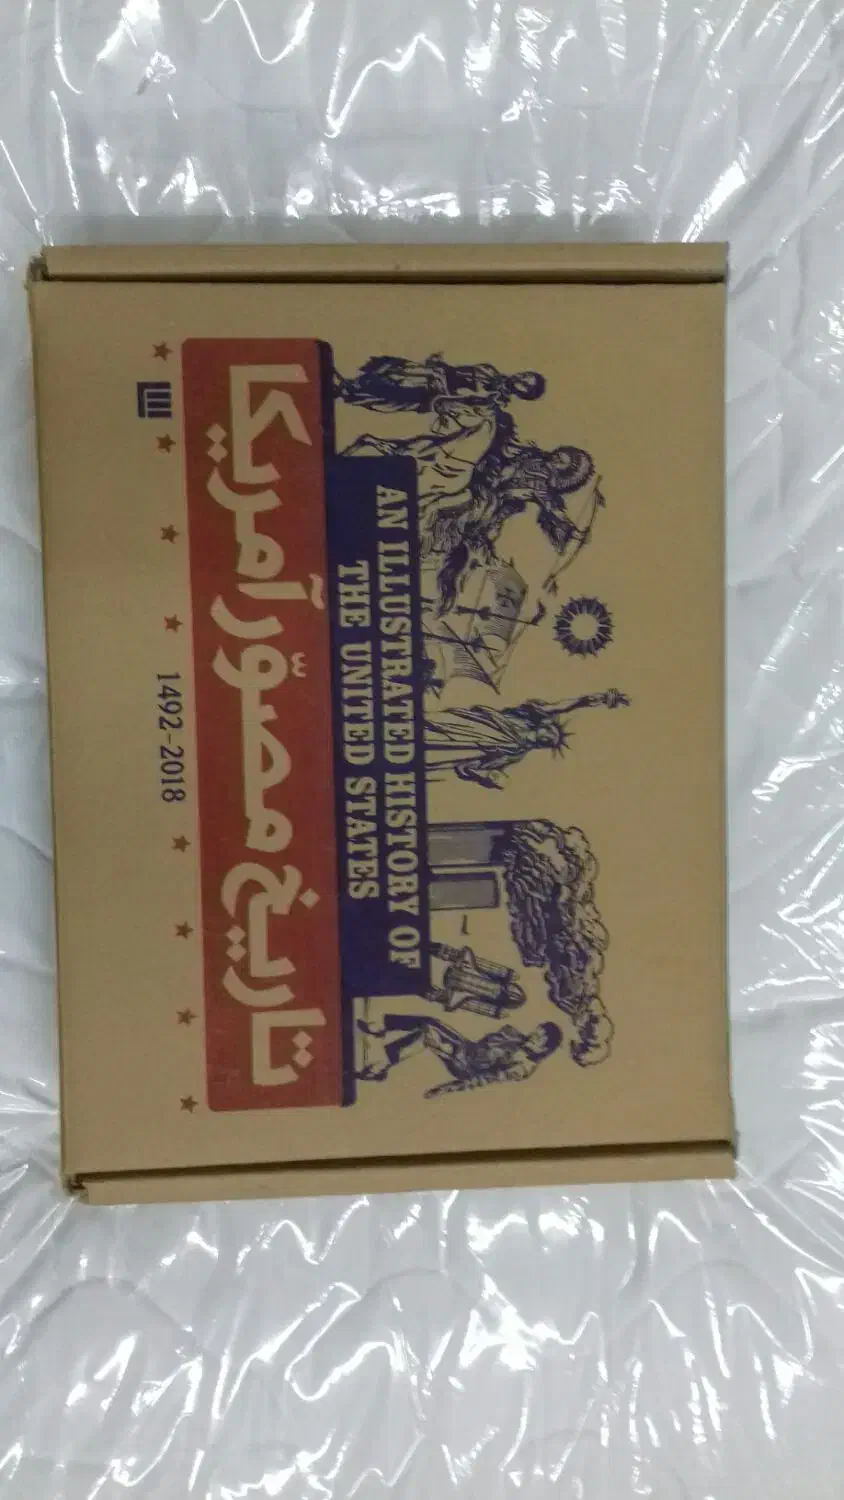 AN ILLUSTRATED HISTORY OF
THE UNITED STATES
تاریخ مصوّر آمریکا
1492-2018